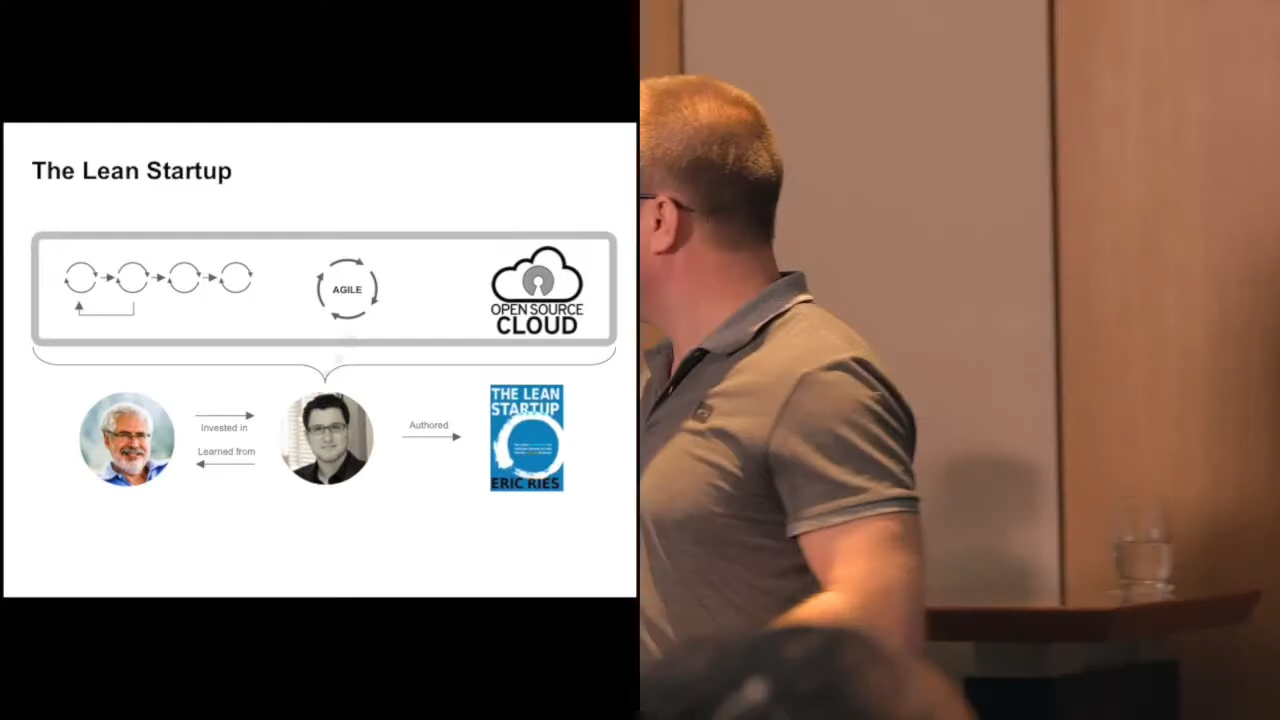 The Lean Startup
AGILE
OPEN SOURCE
CLOUD
Invested in
Learned from
Authored
THE LEAN
STARTUP
ERIC RIES